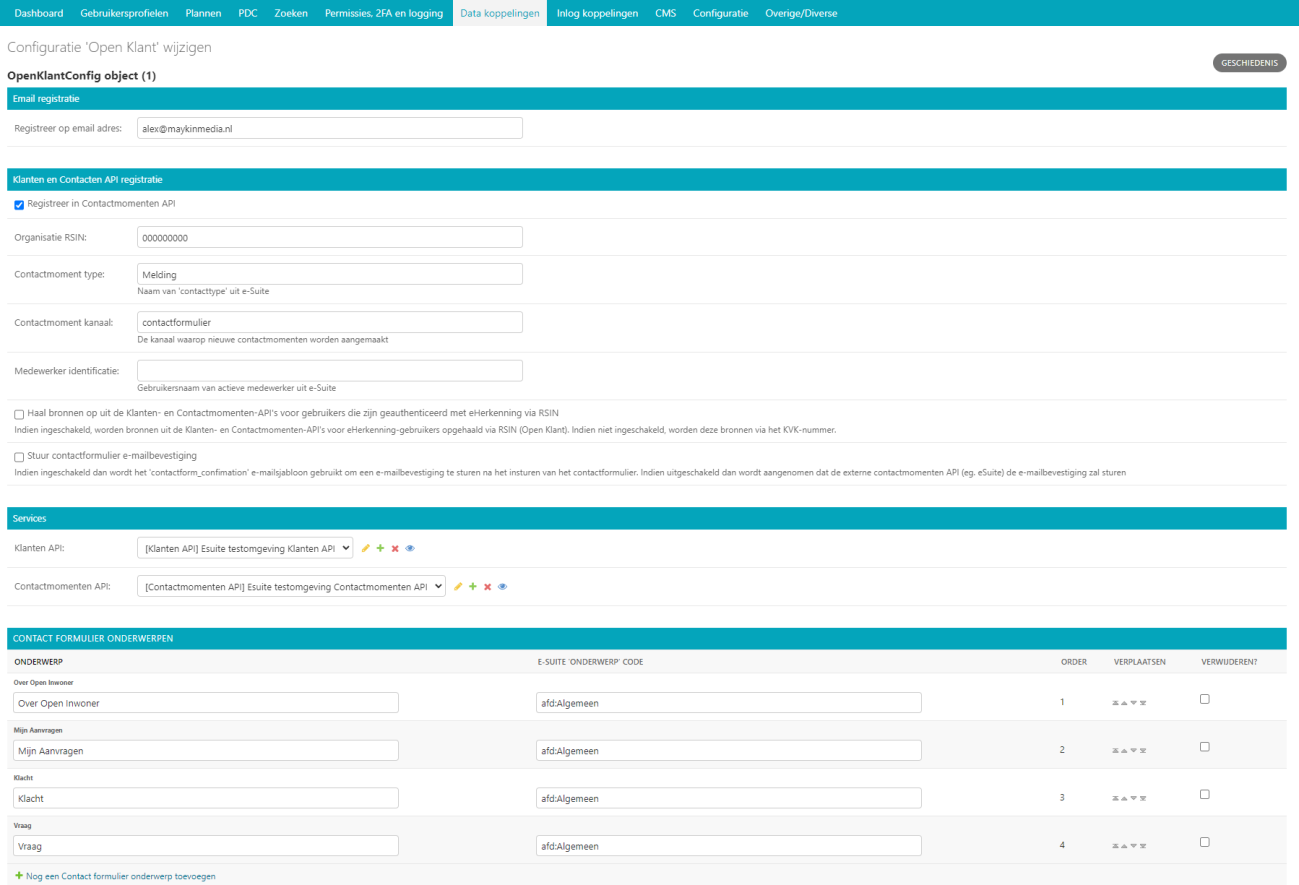 Dashboard Gebruikersprofielen Plannen PDC Zoeken Permissies, 2FA en logging Data koppelingen Inlog koppelingen CMS Configuratie Overige/Diverse
Configuratie 'Open Klant' wijzigen
GESCHIEDENIS
OpenKlantConfig object (1)
Email registratie
Registreer op email adres: alex@maykinmedia.nl
Klanten en Contacten API registratie
Registreer in Contactmomenten API
Organisatie RSIN: 000000000
Contactmoment type: Melding
Naam van 'contacttype' uit e-Suite
Contactmoment kanaal: contactformulier
De kanaal waarop nieuwe contactmomenten worden aangemaakt
Medewerker identificatie:
Gebruikersnaam van actieve medewerker uit e-Suite
Haal bronnen op uit de Klanten- en Contactmomenten-API's voor gebruikers die zijn geauthenticeerd met eHerkenning via RSIN
Indien ingeschakeld, worden bronnen uit de Klanten- en Contactmomenten-API's voor eHerkenning-gebruikers opgehaald via RSIN (Open Klant). Indien niet ingeschakeld, worden deze bronnen via het KVK-nummer.
Stuur contactformulier e-mailbevestiging
Indien ingeschakeld dan wordt het 'contactform_confimation' e-mailsjabloon gebruikt om een e-mailbevestiging te sturen na het insturen van het contactformulier. Indien uitgeschakeld dan wordt aangenomen dat de externe contactmomenten API (eg. eSuite) de e-mailbevestiging zal sturen
Services
Klanten API: [Klanten API] Esuite testomgeving Klanten API
Contactmomenten API: [Contactmomenten API] Esuite testomgeving Contactmomenten API
CONTACT FORMULIER ONDERWERPEN
ONDERWERP E-SUITE 'ONDERWERP' CODE ORDER VERPLAATSEN VERWIJDEREN?
Over Open Inwoner
Over Open Inwoner afd:Algemeen 1
Mijn Aanvragen
Mijn Aanvragen afd:Algemeen 2
Klacht
Klacht afd:Algemeen 3
Vraag
Vraag afd:Algemeen 4
Nog een Contact formulier onderwerp toevoegen